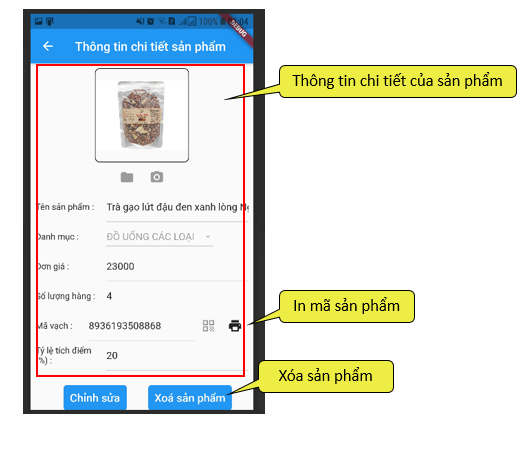 100%
DEBUG
Thông tin chi tiết sản phẩm
Thông tin chi tiết của sản phẩm
Tên sản phẩm : Trà gạo lứt đậu đen xanh lòng
Danh mục : ĐỒ UỐNG CÁC LOẠI
Đơn giá : 23000
Số lượng hàng : 4
In mã sản phẩm
Mã vạch : 8936193508868
Tỷ lệ tích điểm
(%) : 20
Xóa sản phẩm
Chỉnh sửa Xoá sản phẩm